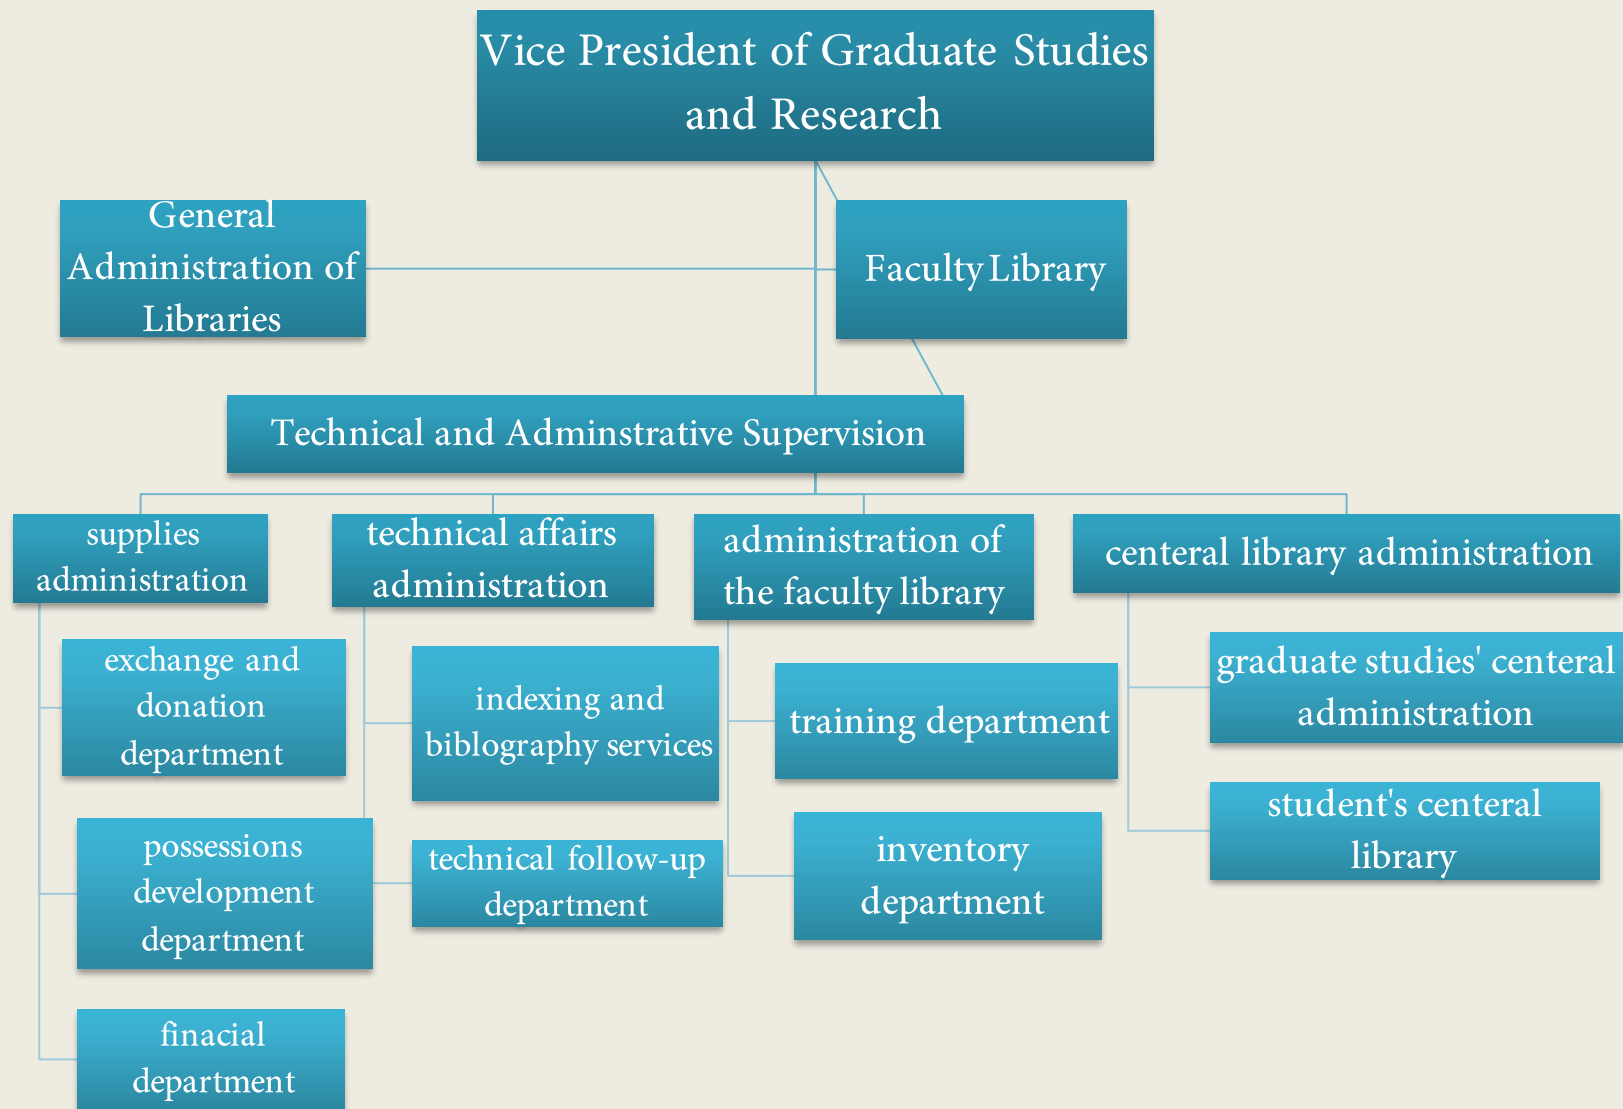 Vice President of Graduate Studies
and Research
General
Administration of
Libraries
Faculty Library
Technical and Adminstrative Supervision
supplies
administration
technical affairs
administration
administration of
the faculty library
centeral library administration
exchange and
donation
department
indexing and
biblography services
training department
graduate studies' centeral
administration
possessions
development
department
technical follow-up
department
inventory
department
student's centeral
library
finacial
department